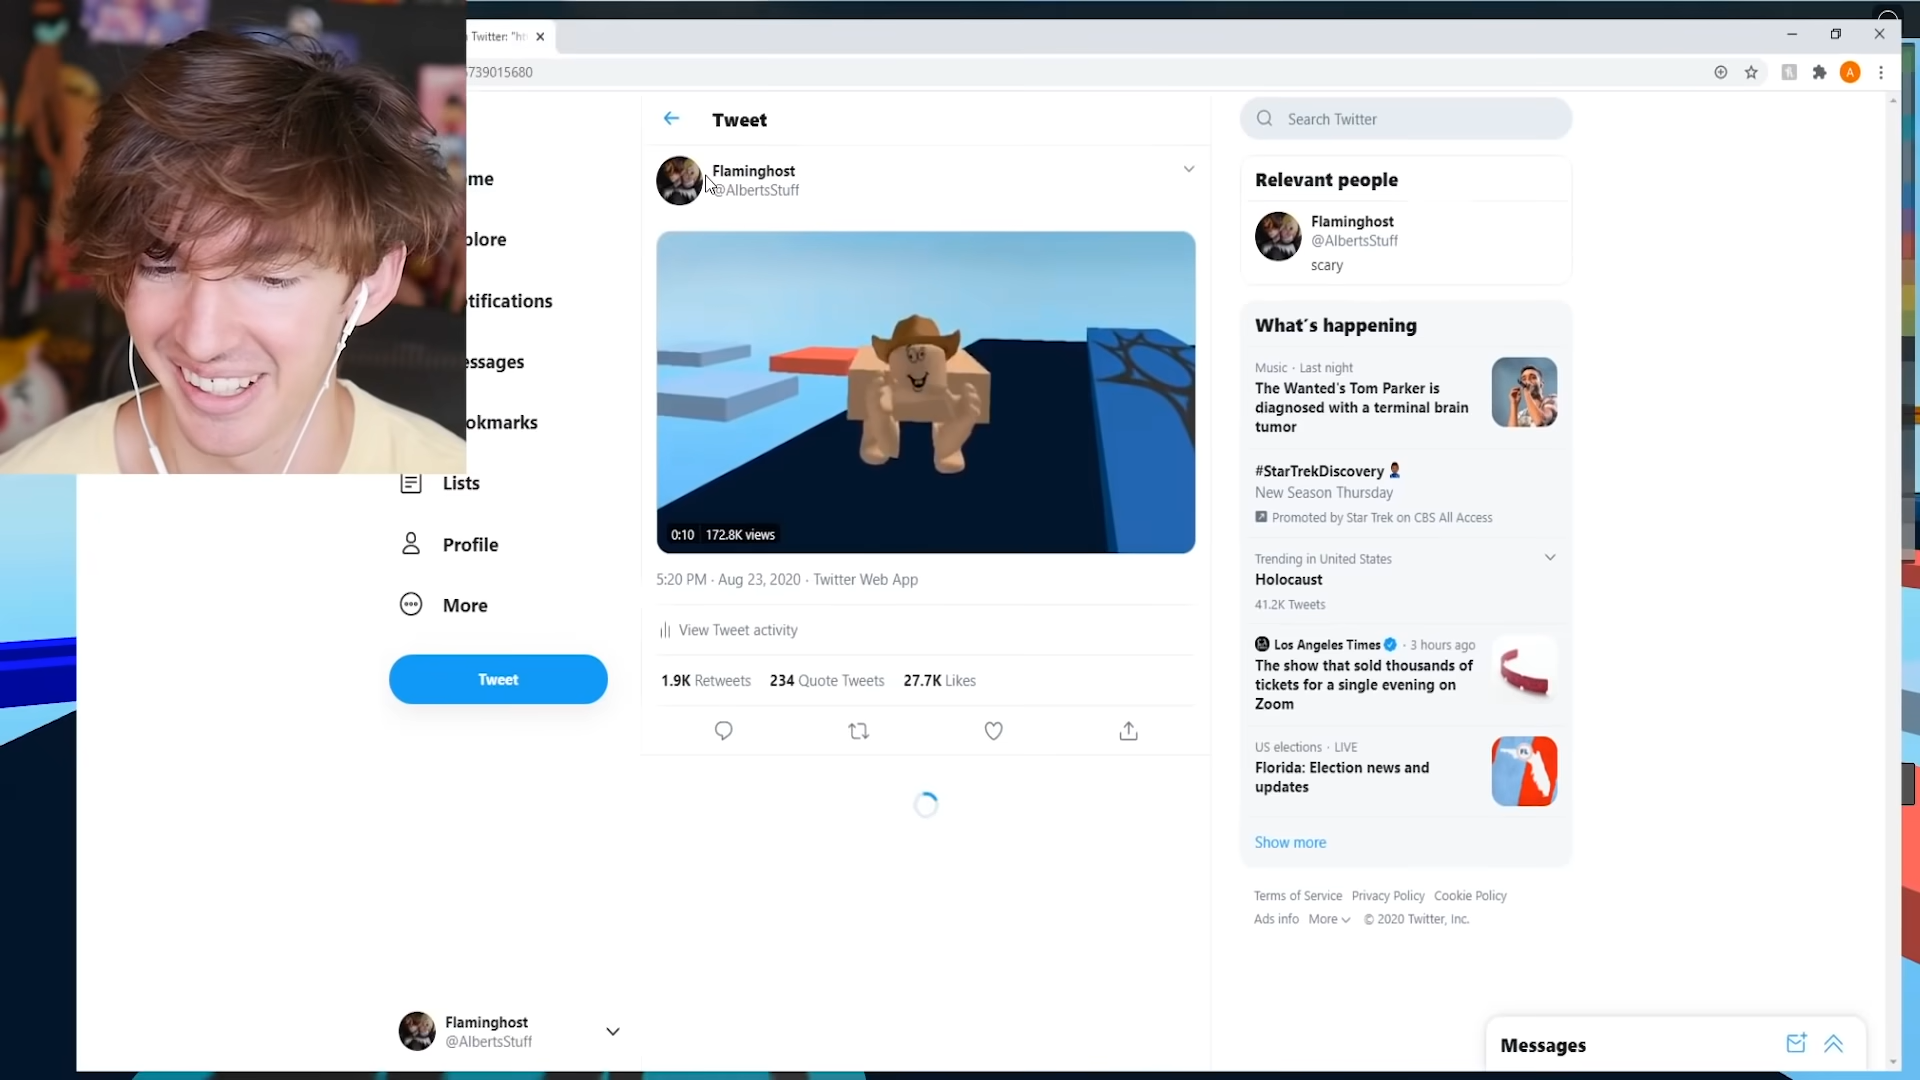 Twitter: "ht
739015680
Tweet
Flaminghost
@AlbertsStuff
0:10 172.8K views
5:20 PM · Aug 23, 2020 · Twitter Web App
View Tweet activity
1.9K Retweets 234 Quote Tweets 27.7K Likes
me
plore
tifications
essages
okmarks
Lists
Profile
More
Tweet
Flaminghost
@AlbertsStuff
Search Twitter
Relevant people
Flaminghost
@AlbertsStuff
scary
What's happening
Music · Last night
The Wanted's Tom Parker is
diagnosed with a terminal brain
tumor
#StarTrekDiscovery
New Season Thursday
Promoted by Star Trek on CBS All Access
Trending in United States
Holocaust
41.2K Tweets
Los Angeles Times · 3 hours ago
The show that sold thousands of
tickets for a single evening on
Zoom
US elections · LIVE
Florida: Election news and
updates
FL
Show more
Terms of Service Privacy Policy Cookie Policy
Ads info More © 2020 Twitter, Inc.
Messages
A